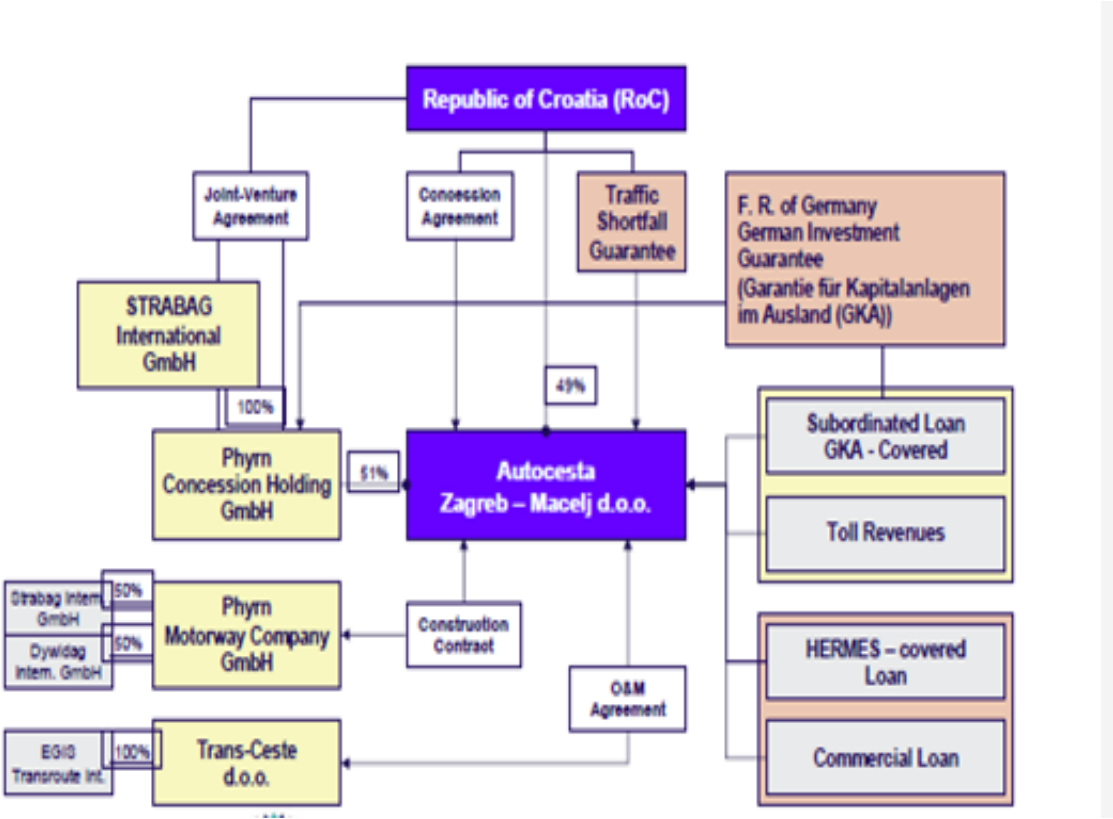 Republic of Croatia (RoC)
Joint-Venture
Agreement
Concession
Agreement
Traffic
Shortfall
Guarantee
F. R. of Germany
German Investment
Guarantee
(Garantie für Kapitalanlagen
im Ausland (GKA))
STRABAG
International
GmbH
49%
100%
Phyrn
Concession Holding
GmbH
51%
Autocesta
Zagreb – Macelj d.o.o.
Subordinated Loan
GKA - Covered
Toll Revenues
Strabag Intern
GmbH
50%
Dywidag
Intern. GmbH
50%
Phyrn
Motorway Company
GmbH
Construction
Contract
HERMES – covered
Loan
O&M
Agreement
EGIS
Transroute Int.
100%
Trans-Ceste
d.o.o.
Commercial Loan